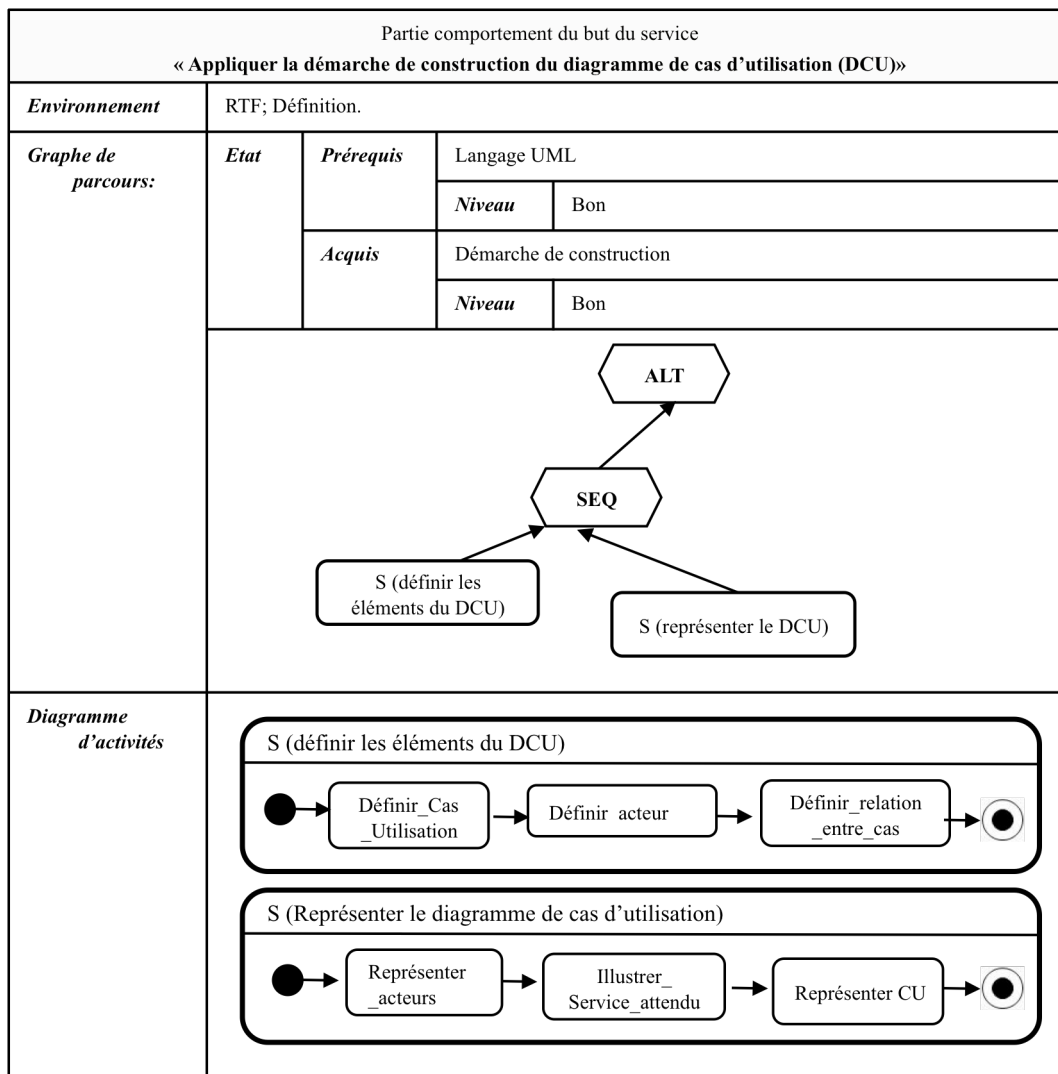 Partie comportement du but du service
« Appliquer la démarche de construction du diagramme de cas d’utilisation (DCU)»
Environnement
RTF; Définition.
Graphe de
parcours:
Etat
Prérequis
Langage UML
Niveau
Bon
Acquis
Démarche de construction
Niveau
Bon
ALT
SEQ
S (définir les
éléments du DCU)
S (représenter le DCU)
Diagramme
d’activités
S (définir les éléments du DCU)
Définir_Cas
_Utilisation
Définir acteur
Définir_relation
_entre_cas
S (Représenter le diagramme de cas d’utilisation)
Représenter
_acteurs
Illustrer_
Service_attendu
Représenter CU